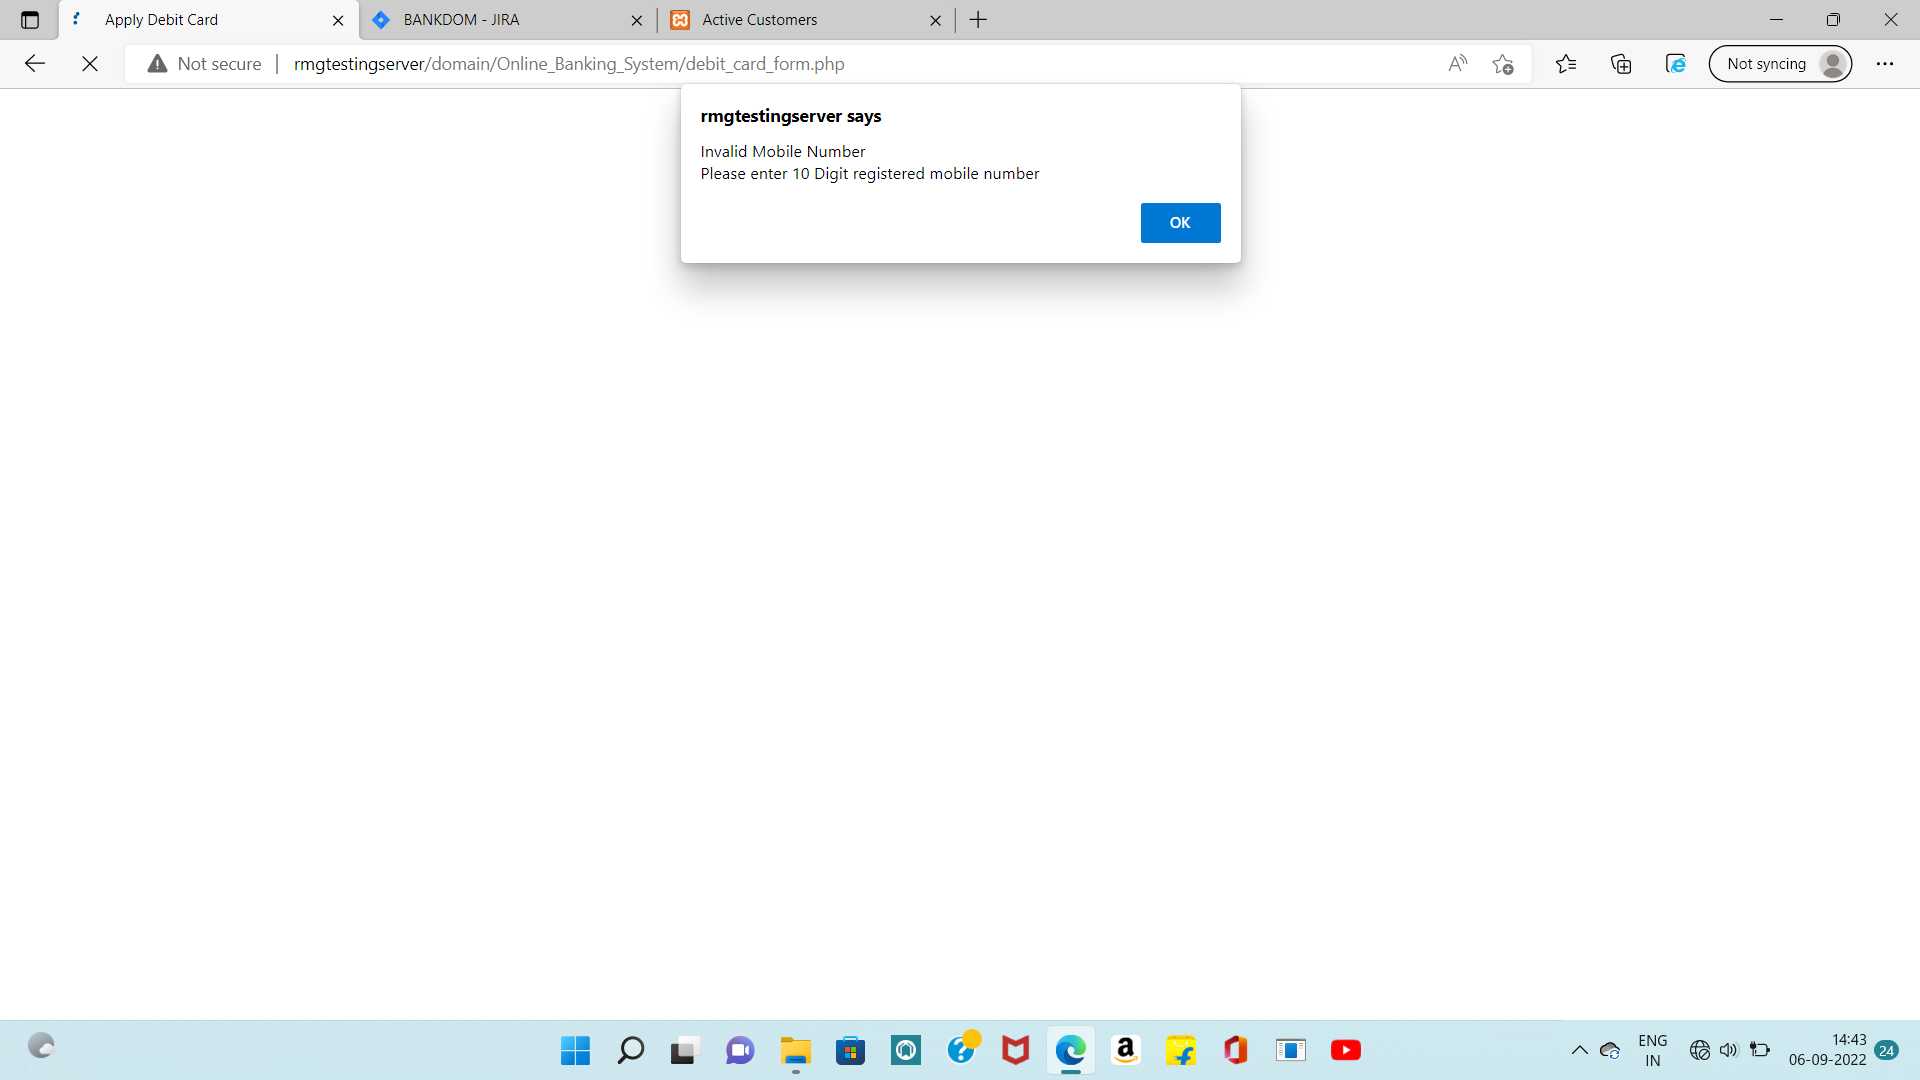 Apply Debit Card
BANKDOM - JIRA
Active Customers
Not secure
rmgtestingserver/domain/Online_Banking_System/debit_card_form.php
Not syncing
rmgtestingserver says
Invalid Mobile Number
Please enter 10 Digit registered mobile number
OK
ENG
IN
14:43
06-09-2022
24